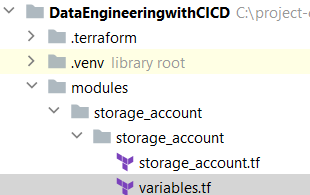 DataEngineeringwithCICD C:\project-
.terraform
.venv library root
modules
storage_account
storage_account
storage_account.tf
variables.tf